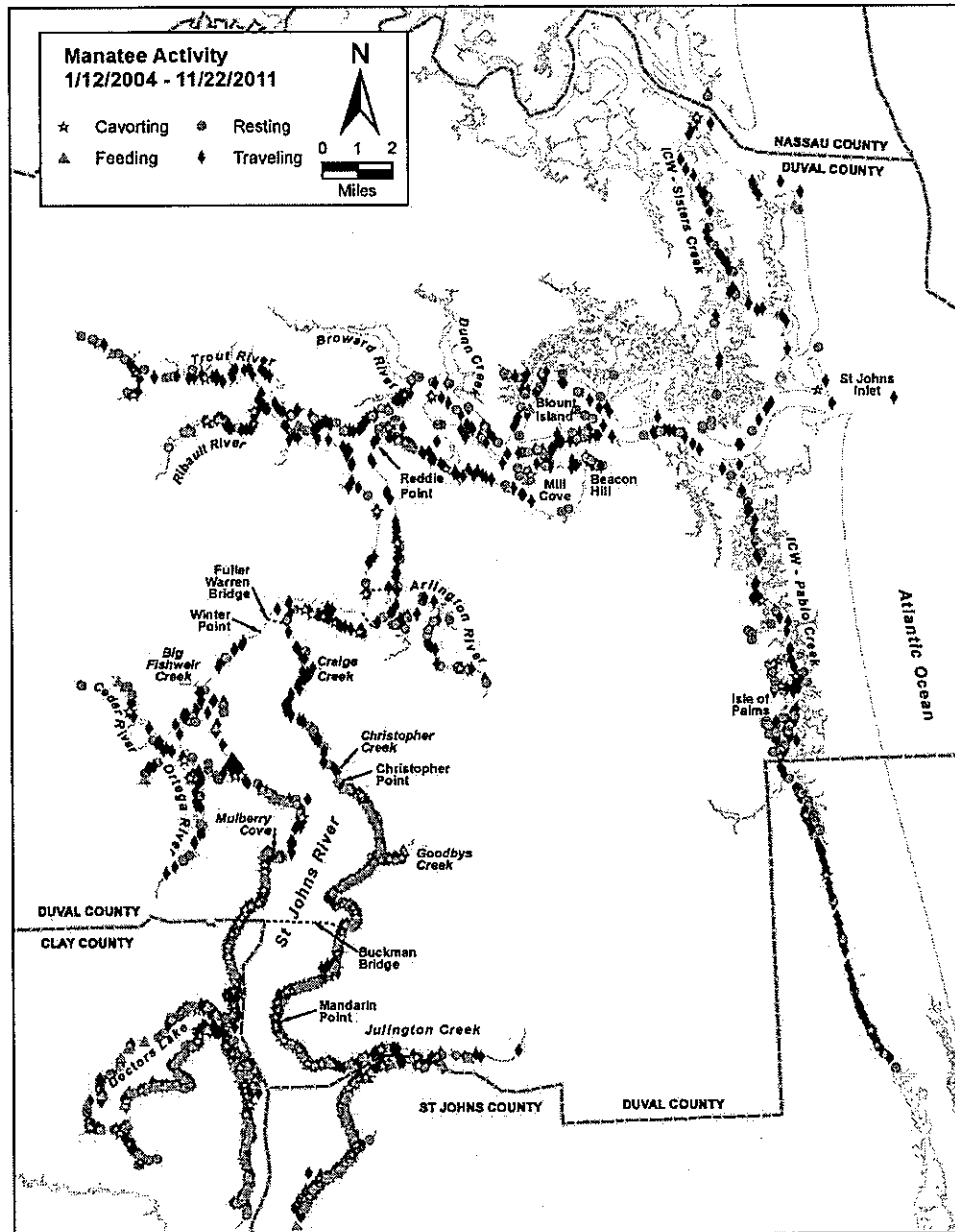 Manatee Activity
1/12/2004 - 11/22/2011
N
Cavorting
Resting
Feeding
Traveling
0 1 2
Miles
NASSAU COUNTY
DUVAL COUNTY
ICW - Sisters Creek
Trout River
Broward River
Dunn Creek
Ribault River
Blount
Island
St Johns
Inlet
Reddie
Point
Mill
Cove
Beacon
Hill
Fuller
Warren
Bridge
Winter
Point
Arlington River
ICW - Pablo Creek
Atlantic Ocean
Big
Fishweir
Creek
Craige
Creek
Cedar River
Ortega River
Isle of
Palms
Christopher
Creek
Christopher
Point
Mulberry
Cove
St Johns River
Goodbys
Creek
DUVAL COUNTY
CLAY COUNTY
Buckman
Bridge
Mandarin
Point
Julington Creek
Doctors Lake
ST JOHNS COUNTY
DUVAL COUNTY